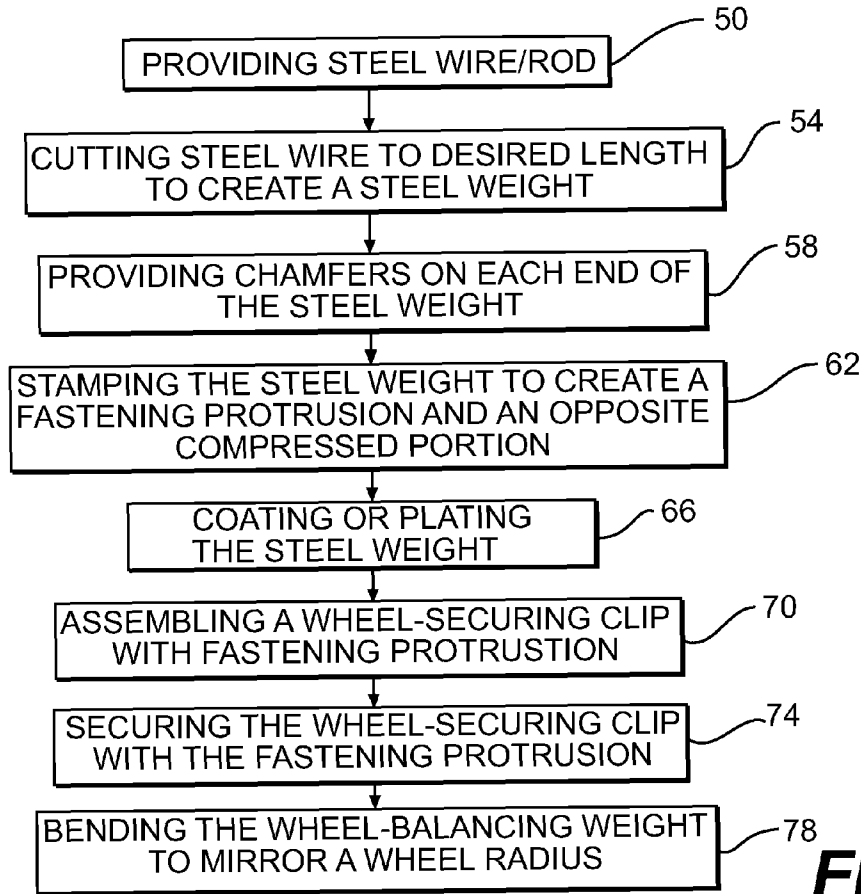 50
PROVIDING STEEL WIRE/ROD
54
CUTTING STEEL WIRE TO DESIRED LENGTH
TO CREATE A STEEL WEIGHT
58
PROVIDING CHAMFERS ON EACH END OF
THE STEEL WEIGHT
62
STAMPING THE STEEL WEIGHT TO CREATE A
FASTENING PROTRUSION AND AN OPPOSITE
COMPRESSED PORTION
66
COATING OR PLATING
THE STEEL WEIGHT
70
ASSEMBLING A WHEEL-SECURING CLIP
WITH FASTENING PROTRUSTION
74
SECURING THE WHEEL-SECURING CLIP
WITH THE FASTENING PROTRUSION
78
BENDING THE WHEEL-BALANCING WEIGHT
TO MIRROR A WHEEL RADIUS